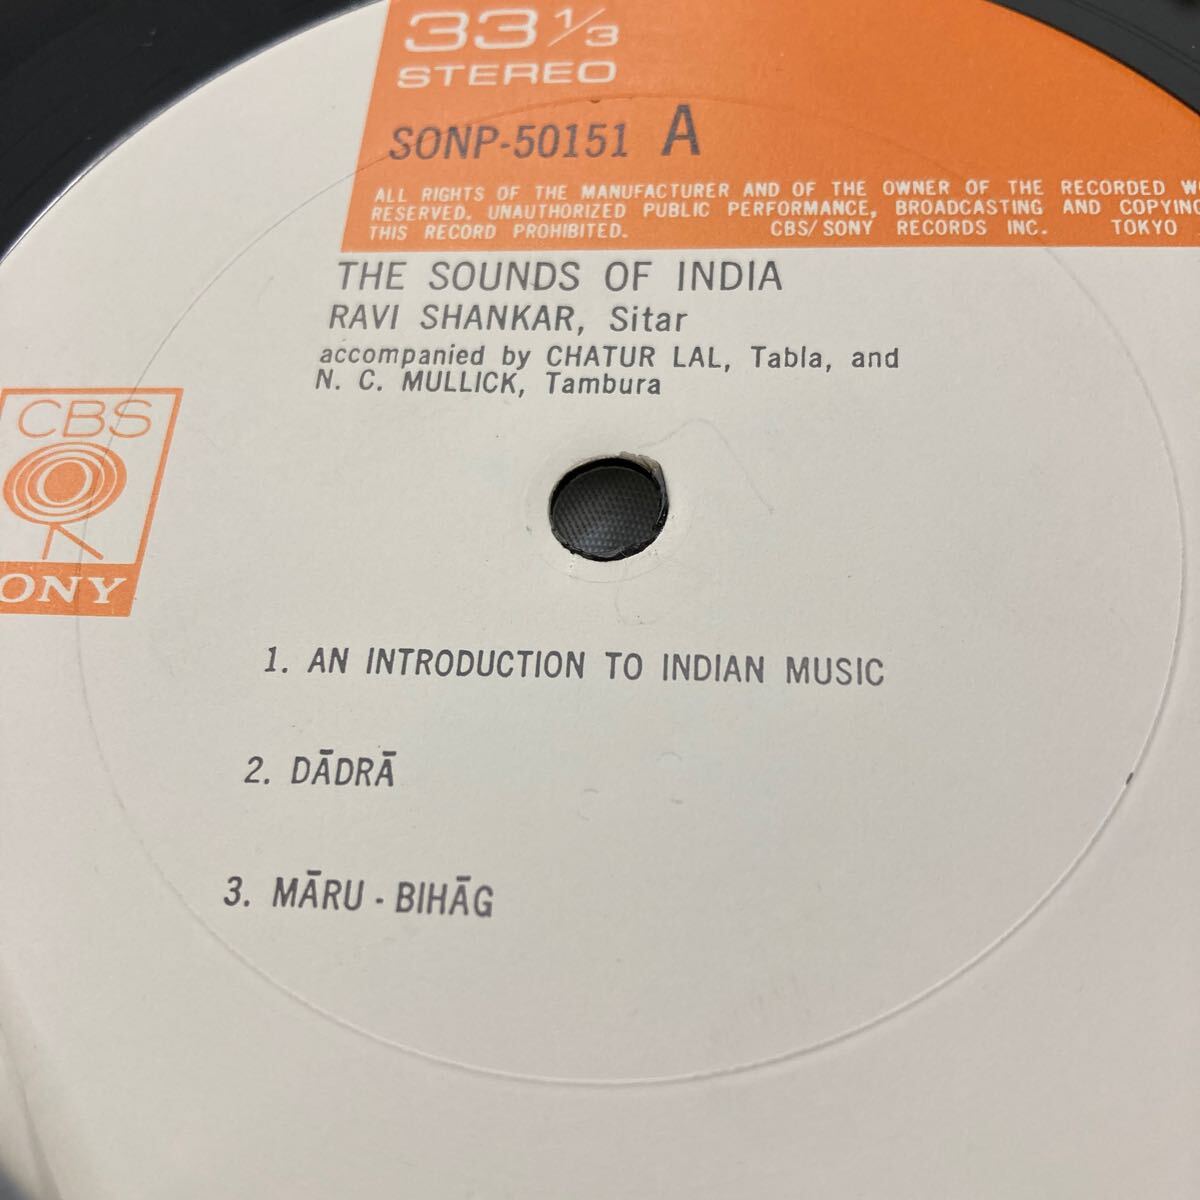 33 1/3
STEREO
SONP-50151 A
ALL RIGHTS OF THE MANUFACTURER AND OF THE OWNER OF THE RECORDED
RESERVED. UNAUTHORIZED PUBLIC PERFORMANCE, BROADCASTING AND COPYING
THIS RECORD PROHIBITED. CBS/SONY RECORDS INC. TOKYO
THE SOUNDS OF INDIA
RAVI SHANKAR, Sitar
accompanied by CHATUR LAL, Tabla, and
N. C. MULLICK, Tambura
CBS
ONY
1. AN INTRODUCTION TO INDIAN MUSIC
2. DĀDRĀ
3. MĀRU - BIHĀG